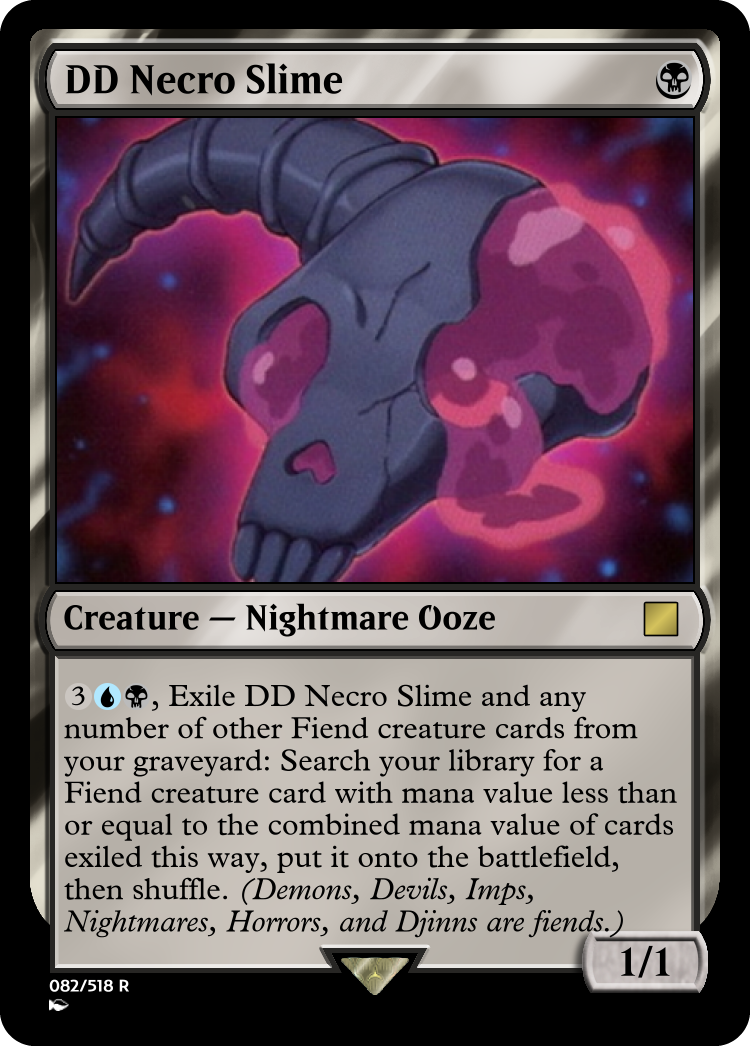 DD Necro Slime
Creature — Nightmare Ooze
3, Exile DD Necro Slime and any
number of other Fiend creature cards from
your graveyard: Search your library for a
Fiend creature card with mana value less than
or equal to the combined mana value of cards
exiled this way, put it onto the battlefield,
then shuffle. (Demons, Devils, Imps,
Nightmares, Horrors, and Djinns are fiends.)
1/1
082/518 R